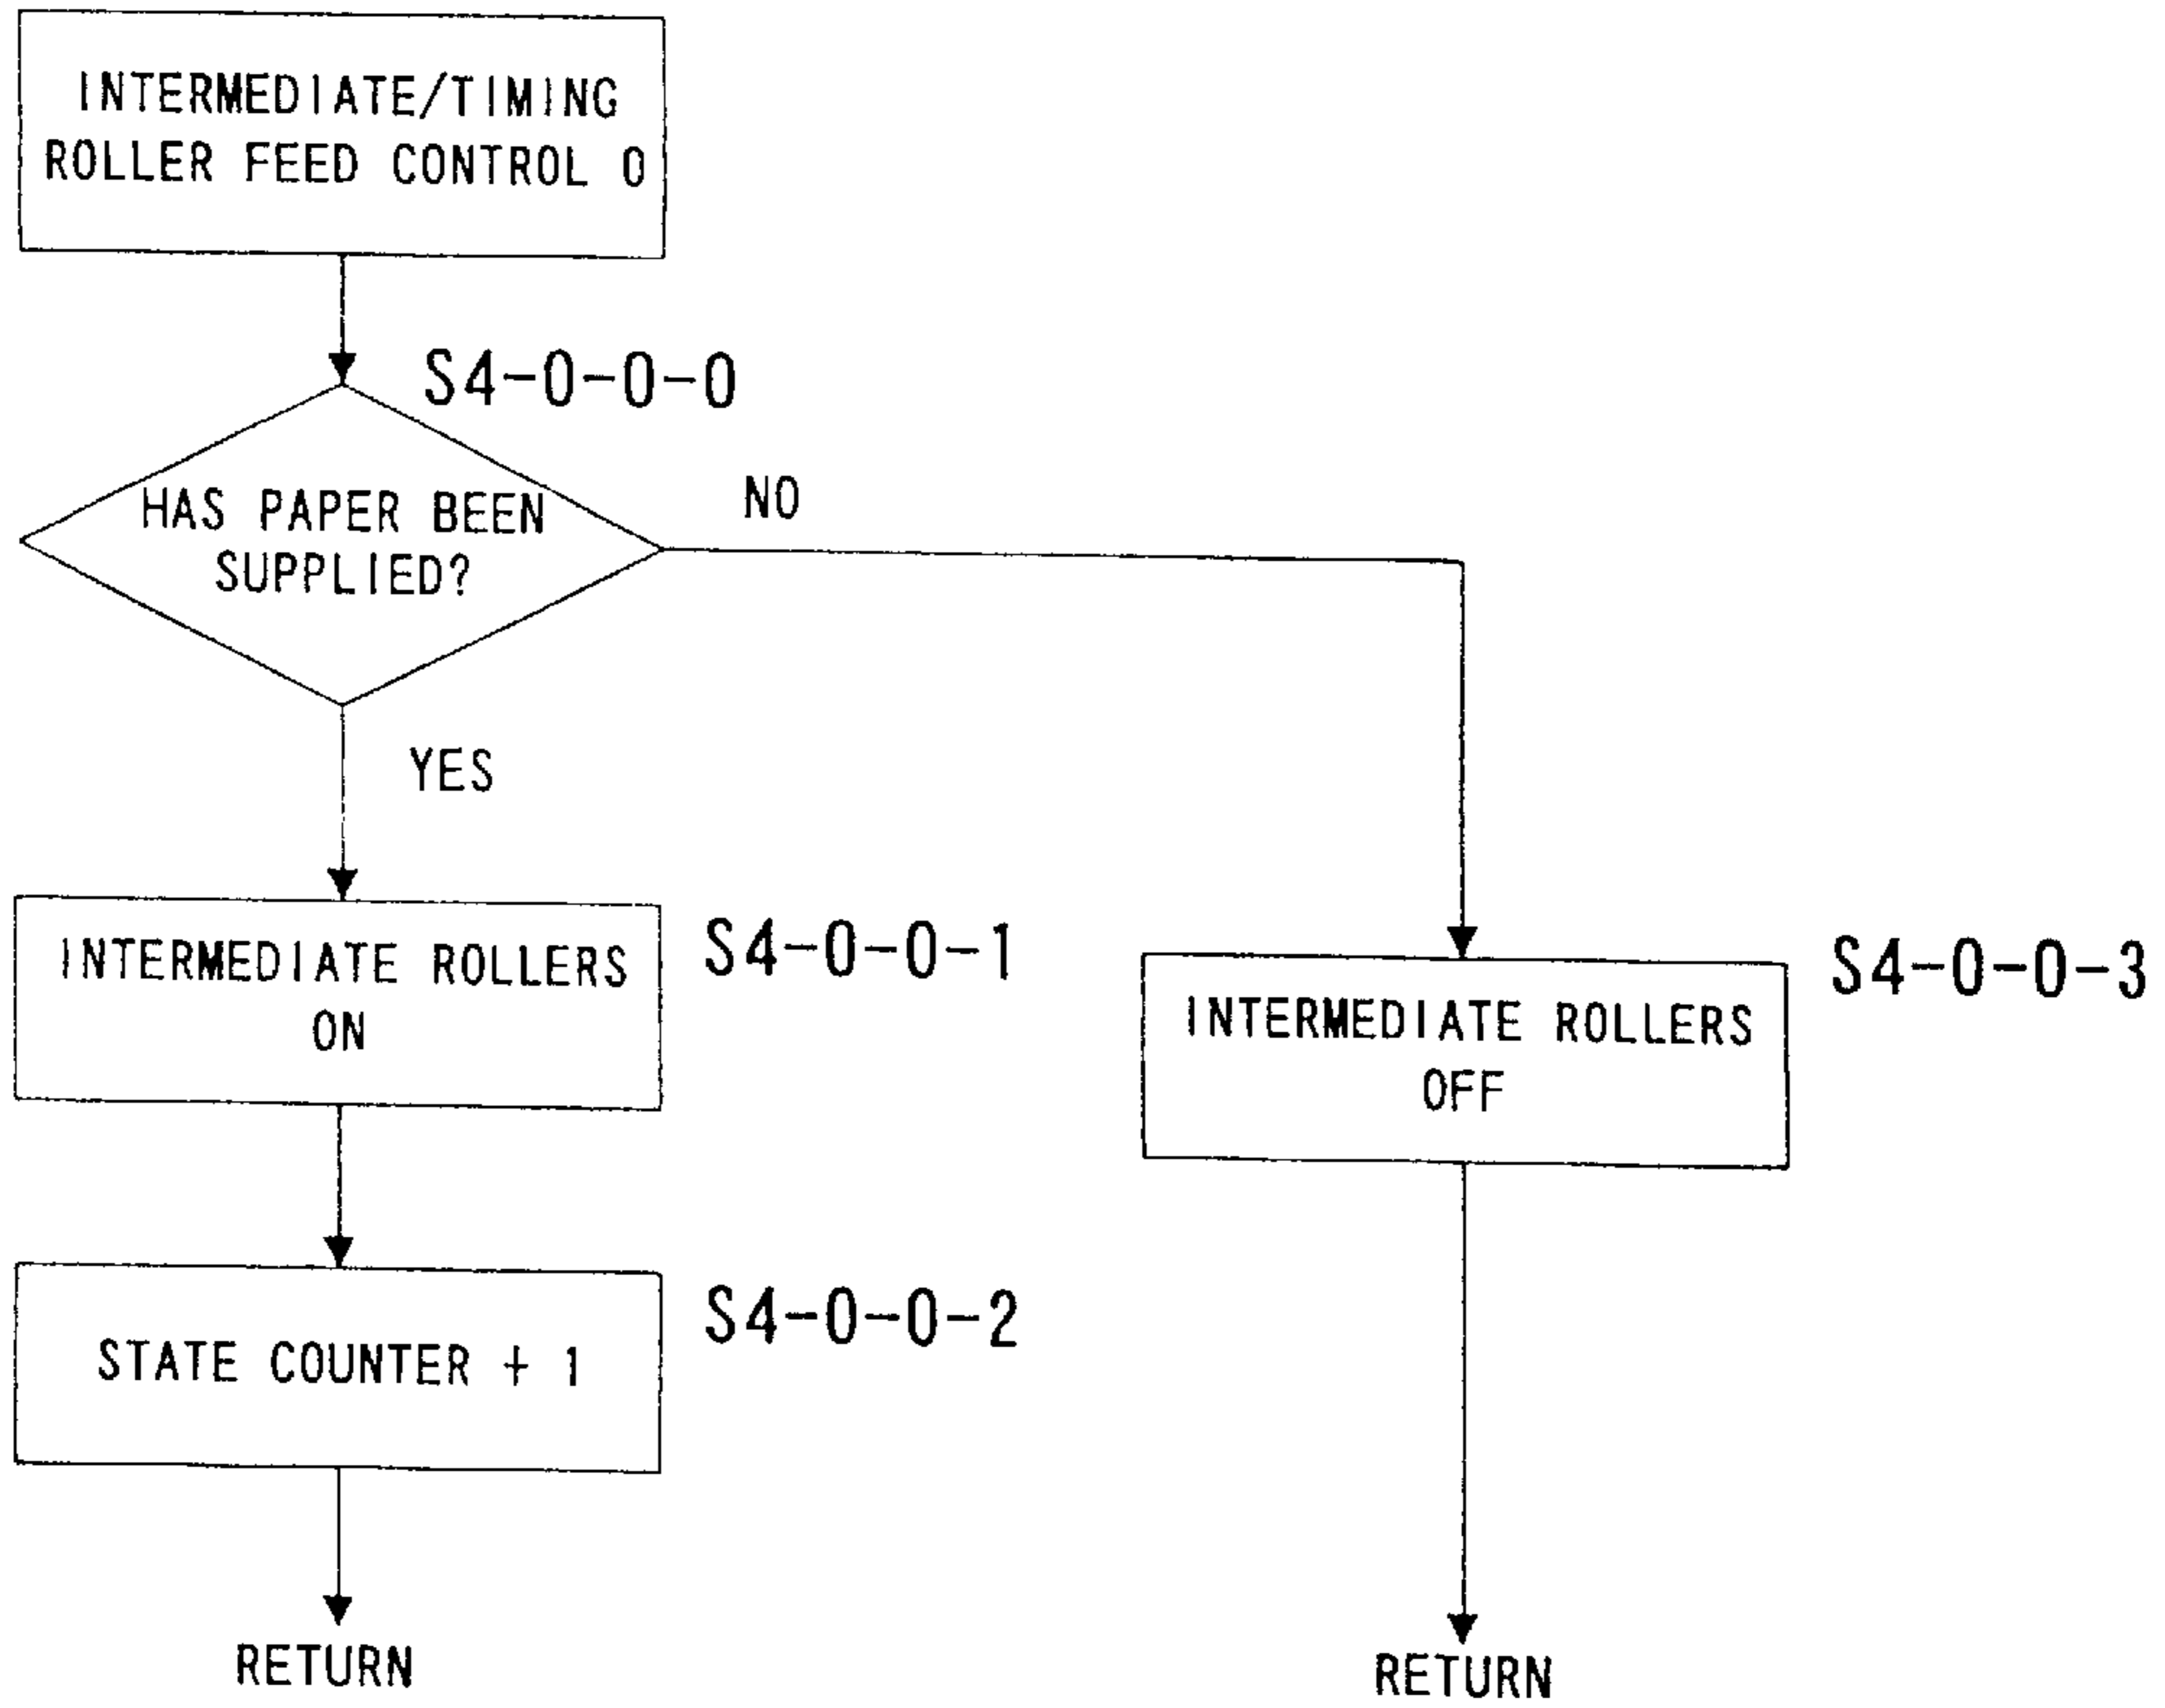 INTERMEDIATE/TIMING
ROLLER FEED CONTROL 0
S4-0-0-0
HAS PAPER BEEN
SUPPLIED?
NO
YES
INTERMEDIATE ROLLERS
ON
S4-0-0-1
INTERMEDIATE ROLLERS
OFF
S4-0-0-3
STATE COUNTER + 1
S4-0-0-2
RETURN
RETURN